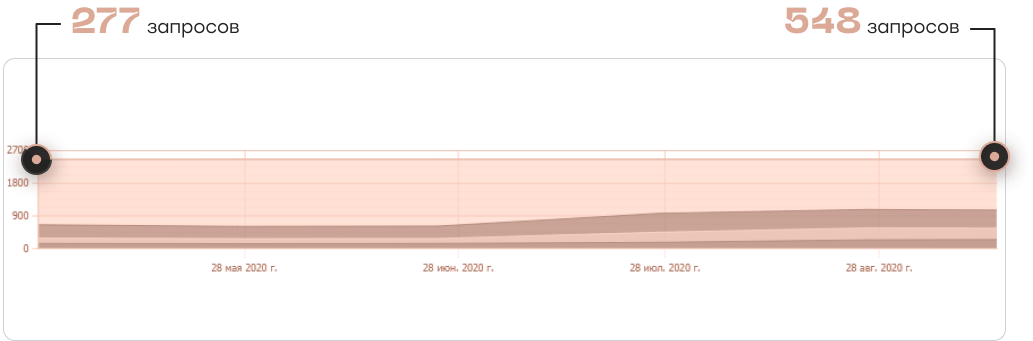 277 запросов
548 запросов
2700
1800
900
0
28 мая 2020 г.
28 июн. 2020 г.
28 июл. 2020 г.
28 авг. 2020 г.